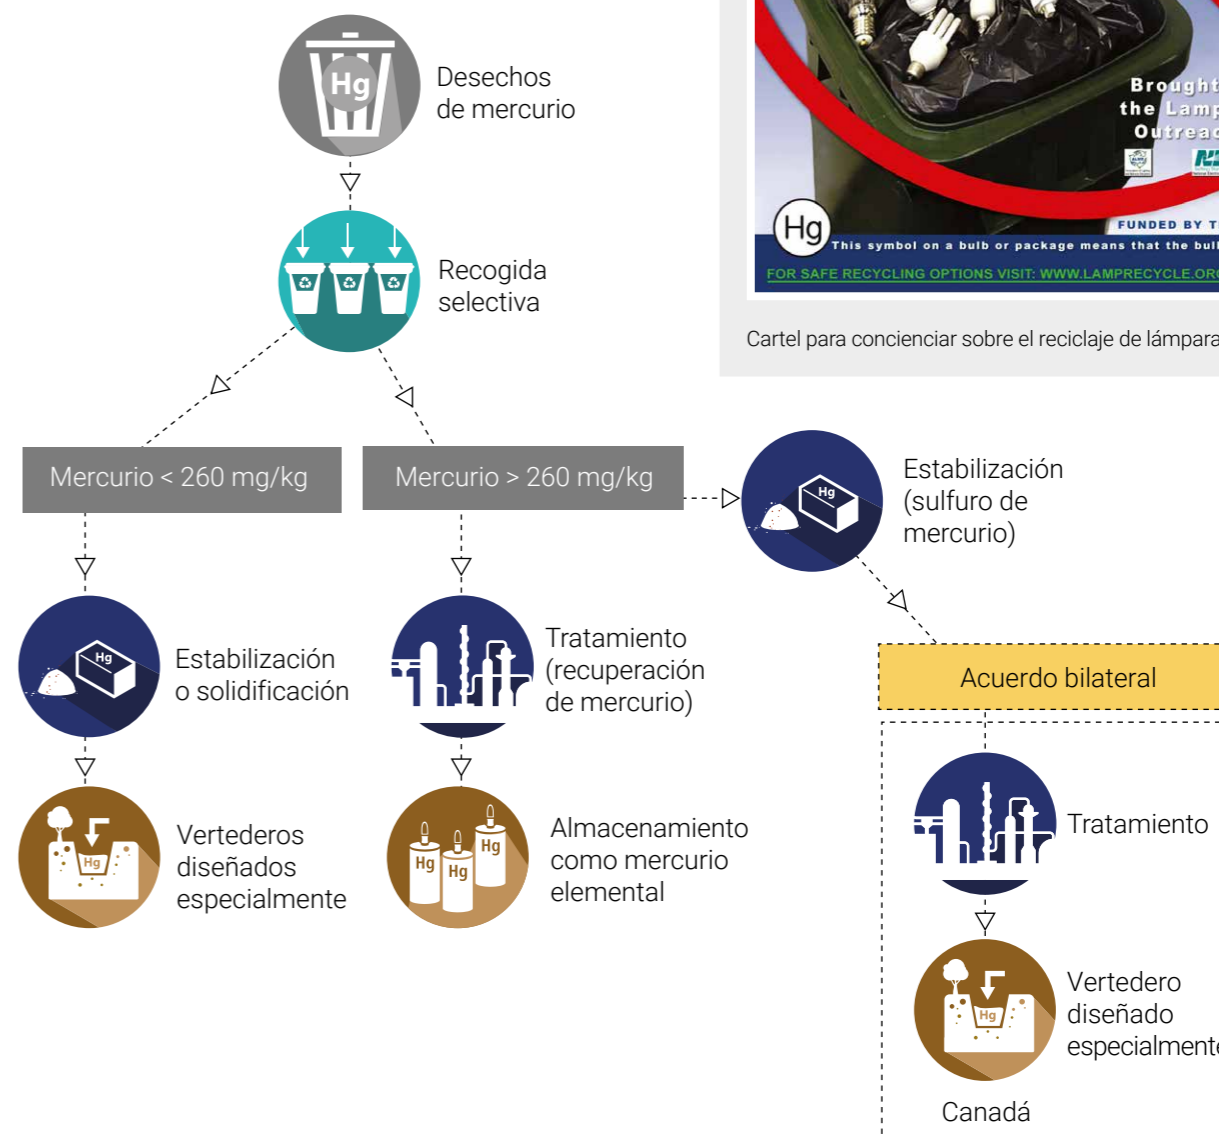 Hg
Desechos
de mercurio
Recogida
selectiva
Brought
the Lamp
Outreac
Hg
FUNDED BY T
This symbol on a bulb or package means that the bul
FOR SAFE RECYCLING OPTIONS VISIT: WWW.LAMPRECYCLE.ORG
Cartel para concienciar sobre el reciclaje de lámpara
Mercurio < 260 mg/kg
Mercurio > 260 mg/kg
Hg
Estabilización
(sulfuro de
mercurio)
Hg
Estabilización
o solidificación
Tratamiento
(recuperación
de mercurio)
Acuerdo bilateral
Hg
Vertederos
diseñados
especialmente
Hg
Hg
Hg
Almacenamiento
como mercurio
elemental
Tratamiento
Hg
Vertedero
diseñado
especialmente
Canadá